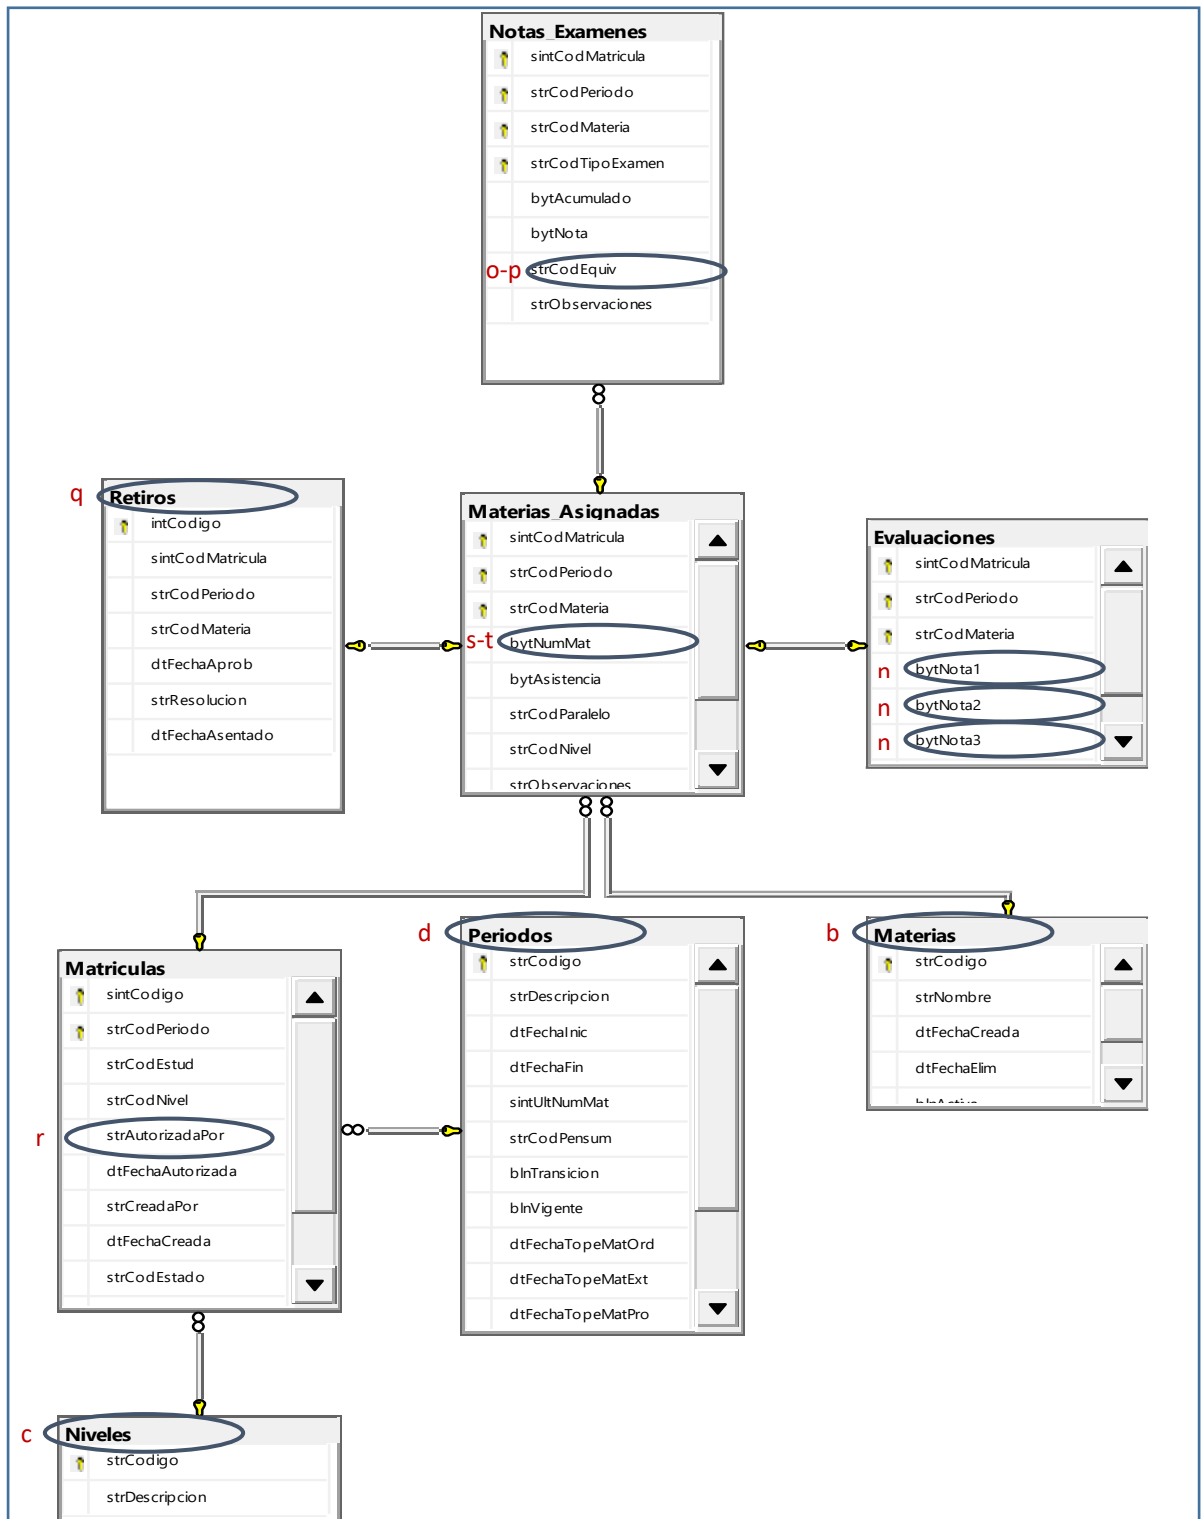 Notas_Examenes
sintCodMatricula
strCodPeriodo
strCodMateria
strCodTipoExamen
bytAcumulado
bytNota
o-p strCodEquiv
strObservaciones
q Retiros
intCodigo
sintCodMatricula
strCodPeriodo
strCodMateria
dtFechaAprob
strResolucion
dtFechaAsentado
Materias_Asignadas
sintCodMatricula
strCodPeriodo
strCodMateria
s-t bytNumMat
bytAsistencia
strCodParalelo
strCodNivel
strObservaciones
Evaluaciones
sintCodMatricula
strCodPeriodo
strCodMateria
n bytNota1
n bytNota2
n bytNota3
Matriculas
sintCodigo
strCodPeriodo
strCodEstud
strCodNivel
r strAutorizadaPor
dtFechaAutorizada
strCreadaPor
dtFechaCreada
strCodEstado
d Periodos
strCodigo
strDescripcion
dtFechaInic
dtFechaFin
sintUltNumMat
strCodPensum
blnTransicion
blnVigente
dtFechaTopeMatOrd
dtFechaTopeMatExt
dtFechaTopeMatPro
b Materias
strCodigo
strNombre
dtFechaCreada
dtFechaElim
c Niveles
strCodigo
strDescripcion